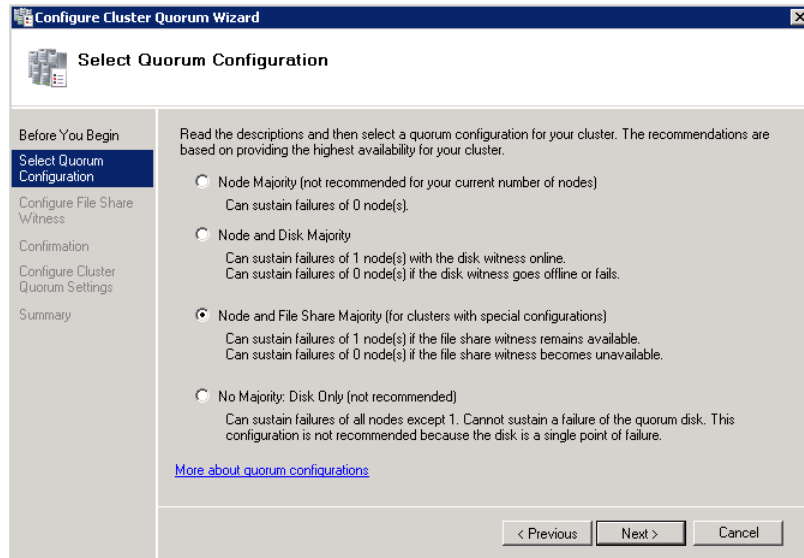 Configure Cluster Quorum Wizard
Select Quorum Configuration
Before You Begin
Select Quorum
Configuration
Configure File Share
Witness
Confirmation
Configure Cluster
Quorum Settings
Summary
Read the descriptions and then select a quorum configuration for your cluster. The recommendations are
based on providing the highest availability for your cluster.
Node Majority (not recommended for your current number of nodes)
Can sustain failures of 0 node(s).
Node and Disk Majority
Can sustain failures of 1 node(s) with the disk witness online.
Can sustain failures of 0 node(s) if the disk witness goes offline or fails.
Node and File Share Majority (for clusters with special configurations)
Can sustain failures of 1 node(s) if the file share witness remains available.
Can sustain failures of 0 node(s) if the file share witness becomes unavailable.
No Majority: Disk Only (not recommended)
Can sustain failures of all nodes except 1. Cannot sustain a failure of the quorum disk. This
configuration is not recommended because the disk is a single point of failure.
More about quorum configurations
< Previous
Next >
Cancel